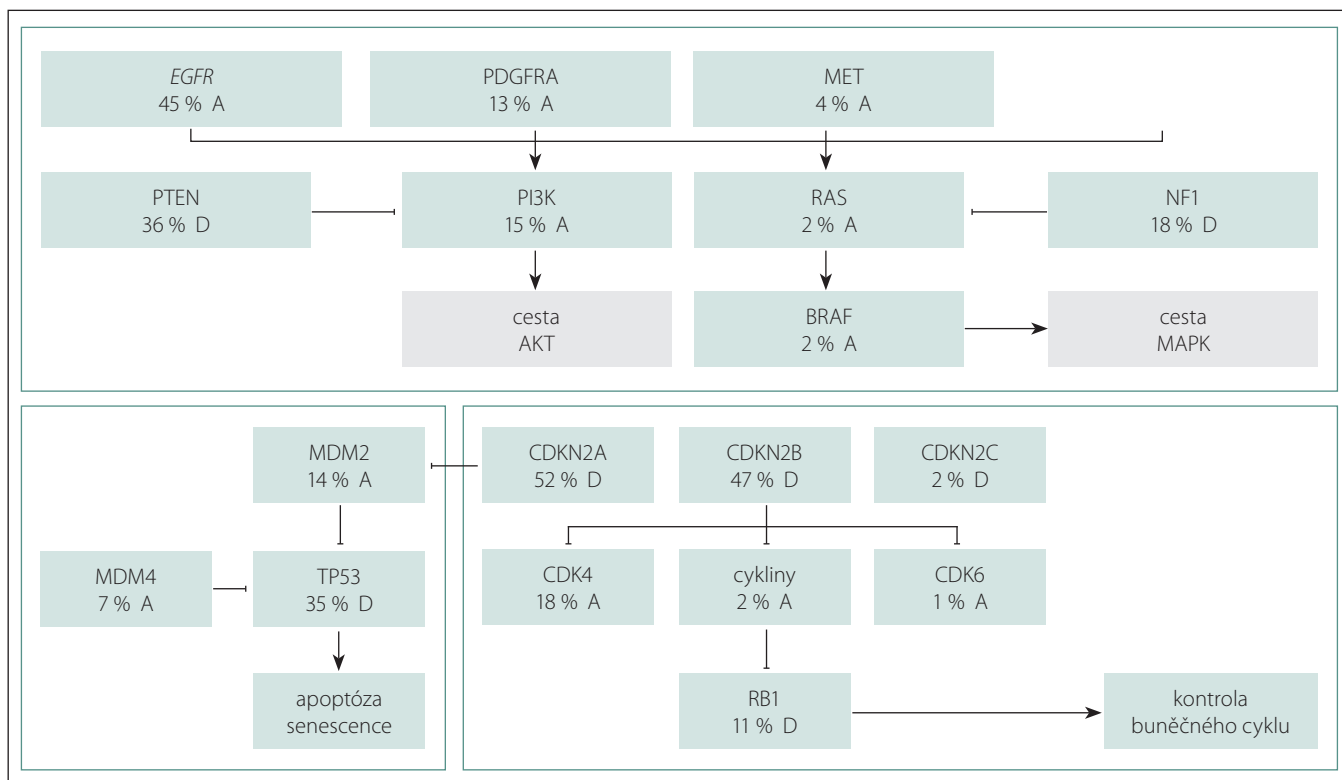 EGFR
45 % A
PDGFRA
13 % A
MET
4 % A
PTEN
36 % D
PI3K
15 % A
RAS
2 % A
NF1
18 % D
cesta
AKT
BRAF
2 % A
cesta
MAPK
MDM2
14 % A
CDKN2A
52 % D
CDKN2B
47 % D
CDKN2C
2 % D
MDM4
7 % A
TP53
35 % D
CDK4
18 % A
cykliny
2 % A
CDK6
1 % A
apoptóza
senescence
RB1
11 % D
kontrola
buněčného cyklu